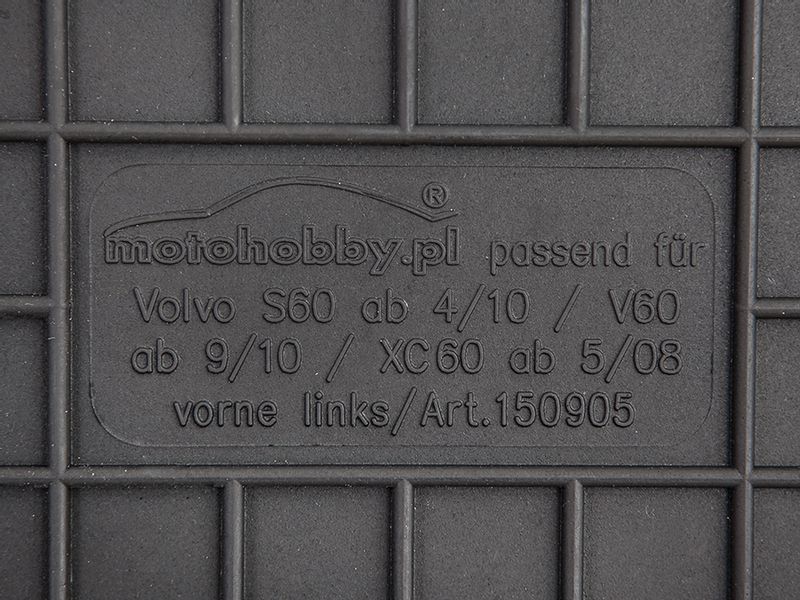 motohobby.pl ® passend für
Volvo S60 ab 4/10 / V60
ab 9/10 / XC60 ab 5/08
vorne links/Art.150905